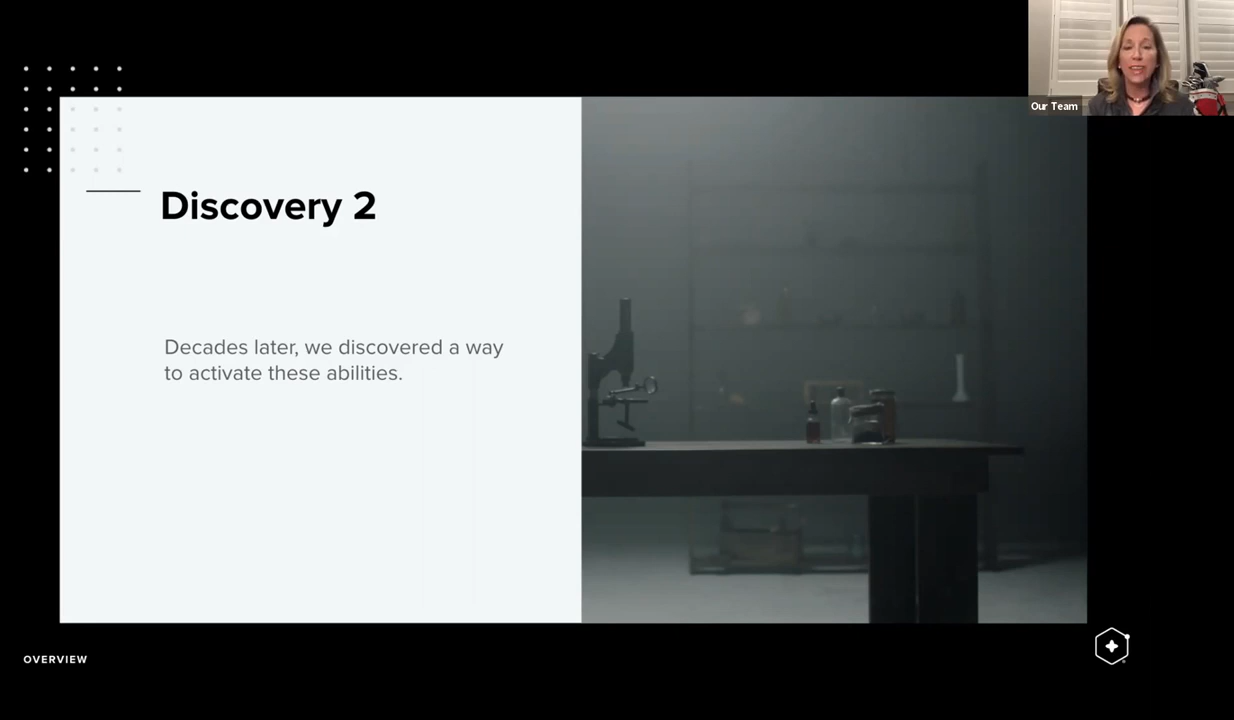 Our Team
Discovery 2
Decades later, we discovered a way
to activate these abilities.
OVERVIEW